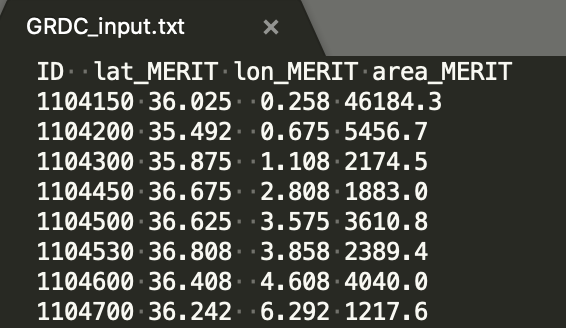 GRDC_input.txt ×
ID  lat_MERIT lon_MERIT area_MERIT
1104150 36.025  0.258 46184.3
1104200 35.492  0.675 5456.7
1104300 35.875  1.108 2174.5
1104450 36.675  2.808 1883.0
1104500 36.625  3.575 3610.8
1104530 36.808  3.858 2389.4
1104600 36.408  4.608 4040.0
1104700 36.242  6.292 1217.6